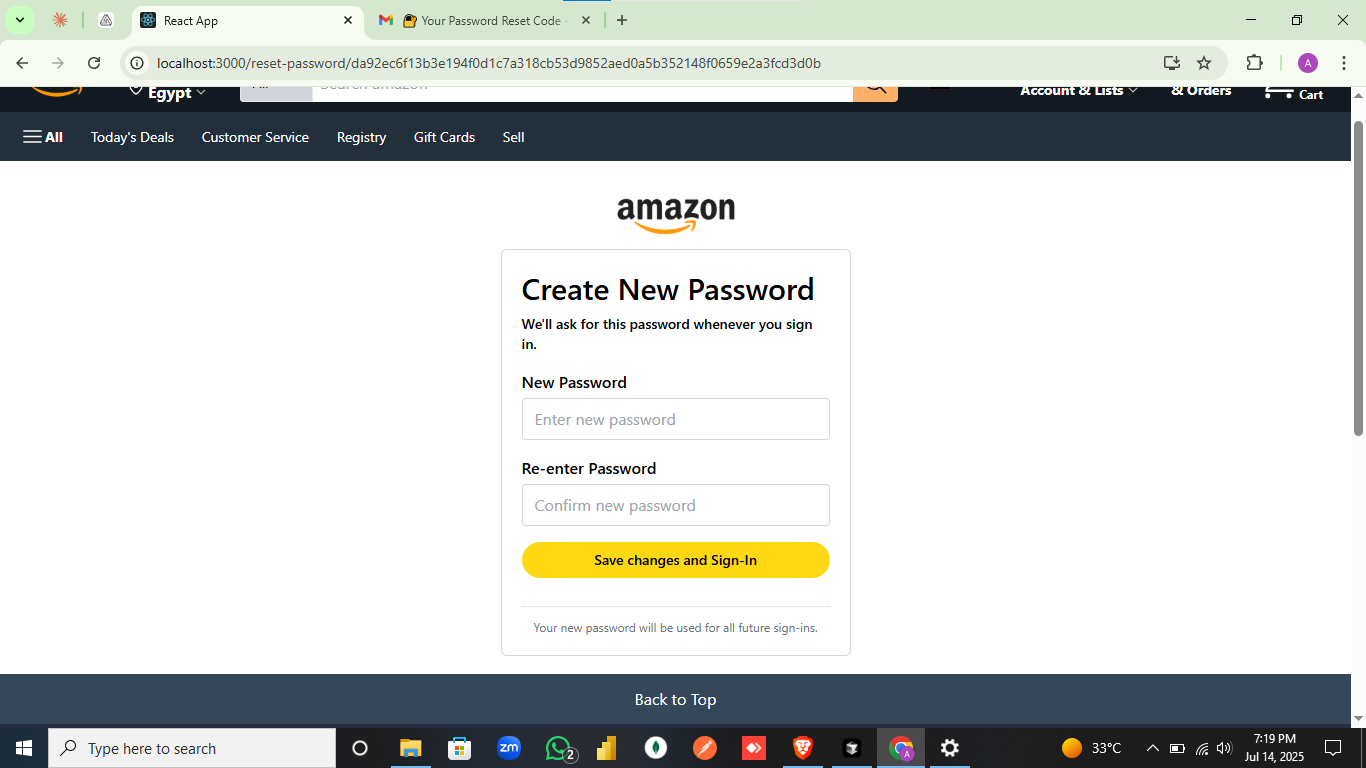 React App
Your Password Reset Code -
localhost:3000/reset-password/da92ec6f13b3e194f0d1c7a318cb53d9852aed0a5b352148f0659e2a3fcd3d0b
A
Egypt
Search amazon
Account & Lists
& Orders
Cart
All
Today's Deals
Customer Service
Registry
Gift Cards
Sell
amazon
Create New Password
We'll ask for this password whenever you sign
in.
New Password
Enter new password
Re-enter Password
Confirm new password
Save changes and Sign-In
Your new password will be used for all future sign-ins.
Back to Top
Type here to search
zm
2
A
33°C
7:19 PM
Jul 14, 2025